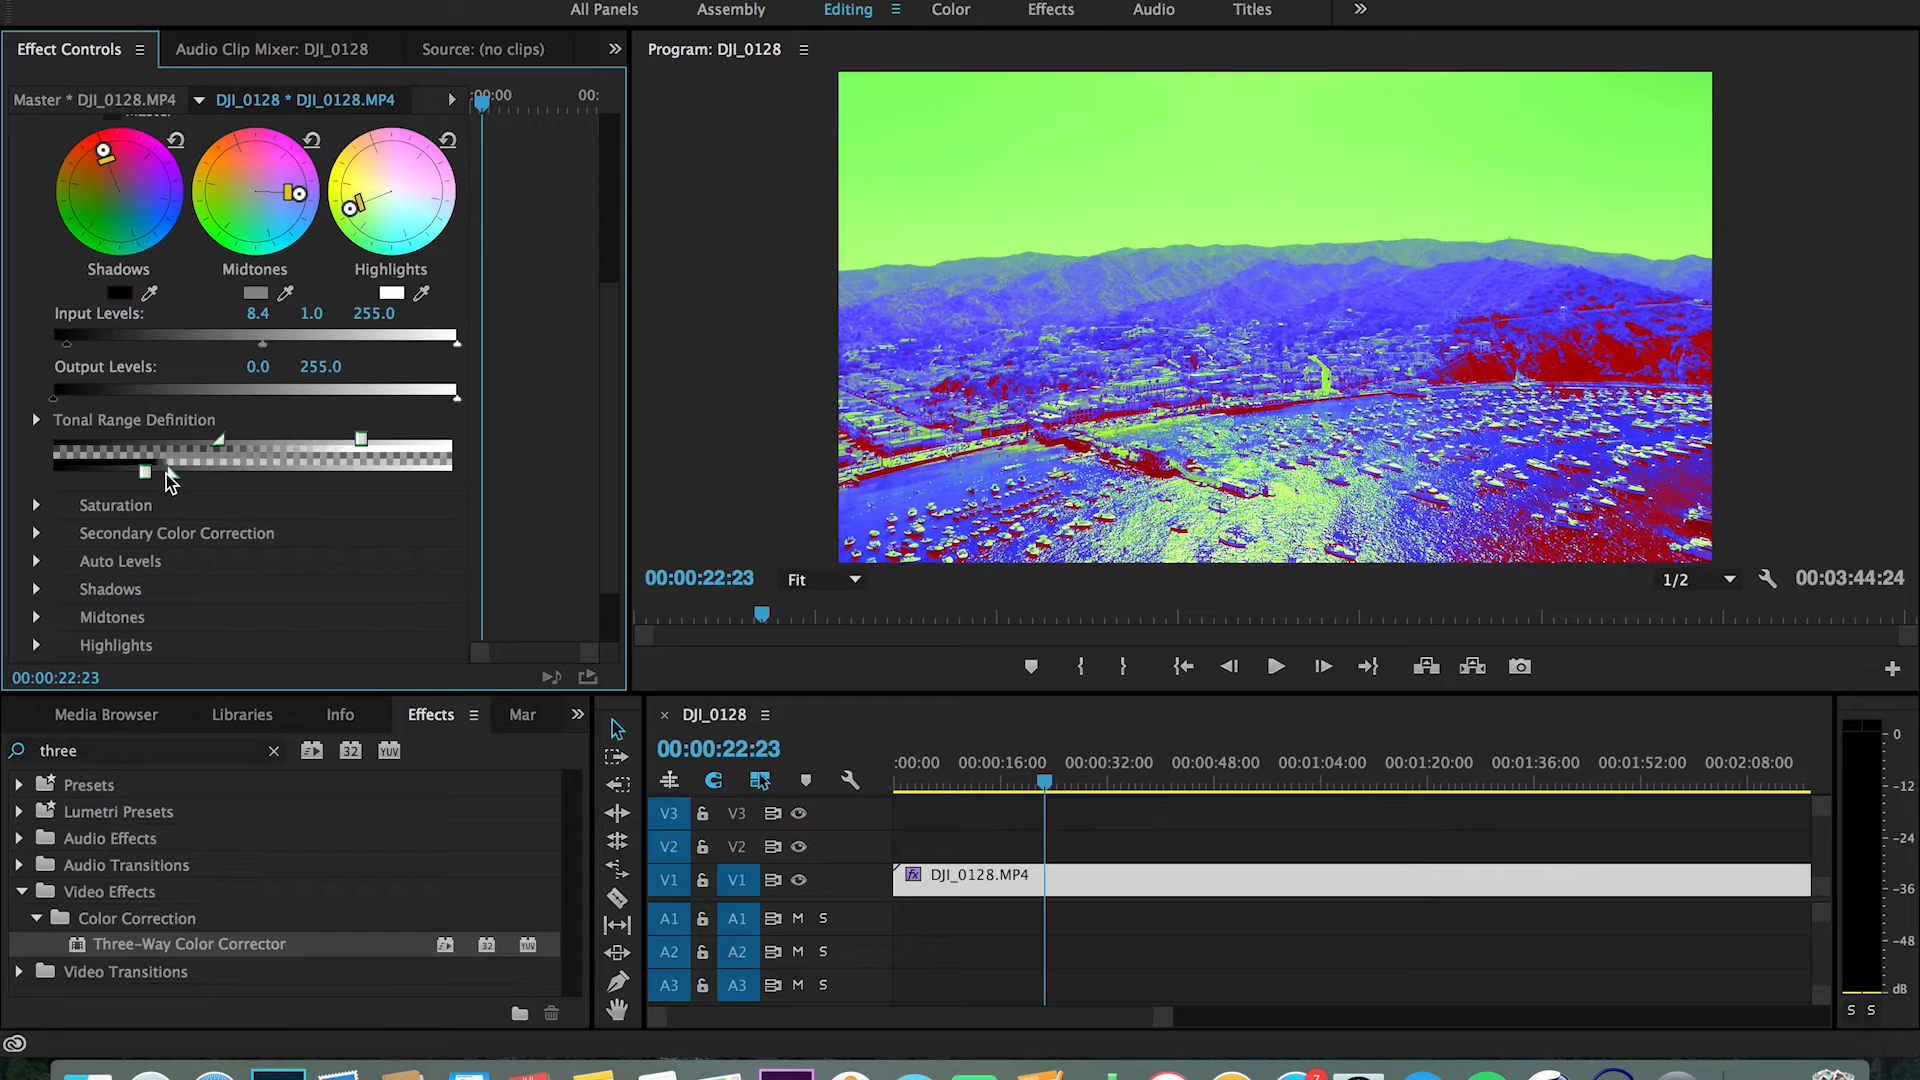 All Panels Assembly Editing Color Effects Audio Titles
Effect Controls Audio Clip Mixer: DJI_0128 Source: (no clips)
Program: DJI_0128
Master * DJI_0128.MP4 DJI_0128 * DJI_0128.MP4 :00:00 00:
Master
Shadows Midtones Highlights
Input Levels: 8.4 1.0 255.0
Output Levels: 0.0 255.0
Tonal Range Definition
Saturation
Secondary Color Correction
Auto Levels
Shadows
Midtones
Highlights
00:00:22:23
00:00:22:23 Fit 1/2 00:03:44:24
Media Browser Libraries Info Effects Mar
three
32 YUV
Presets
Lumetri Presets
Audio Effects
Audio Transitions
Video Effects
Color Correction
Three-Way Color Corrector 32 YUV
Video Transitions
× DJI_0128
00:00:22:23
:00:00 00:00:16:00 00:00:32:00 00:00:48:00 00:01:04:00 00:01:20:00 00:01:36:00 00:01:52:00 00:02:08:00
V3 V3
V2 V2
V1 V1 fx DJI_0128.MP4
A1 A1 M S
A2 A2 M S
A3 A3 M S
0
-12
-24
-36
-48
dB
S S
7